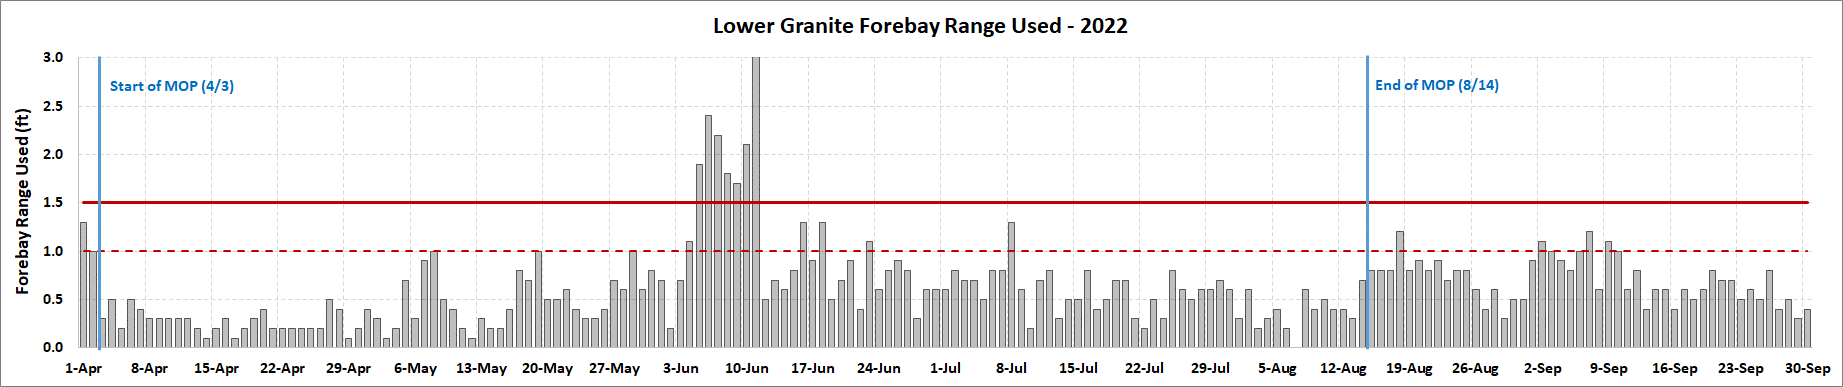 Lower Granite Forebay Range Used - 2022
Forebay Range Used (ft)
3.0
2.5
2.0
1.5
1.0
0.5
0.0
Start of MOP (4/3)
End of MOP (8/14)
1-Apr 8-Apr 15-Apr 22-Apr 29-Apr 6-May 13-May 20-May 27-May 3-Jun 10-Jun 17-Jun 24-Jun 1-Jul 8-Jul 15-Jul 22-Jul 29-Jul 5-Aug 12-Aug 19-Aug 26-Aug 2-Sep 9-Sep 16-Sep 23-Sep 30-Sep